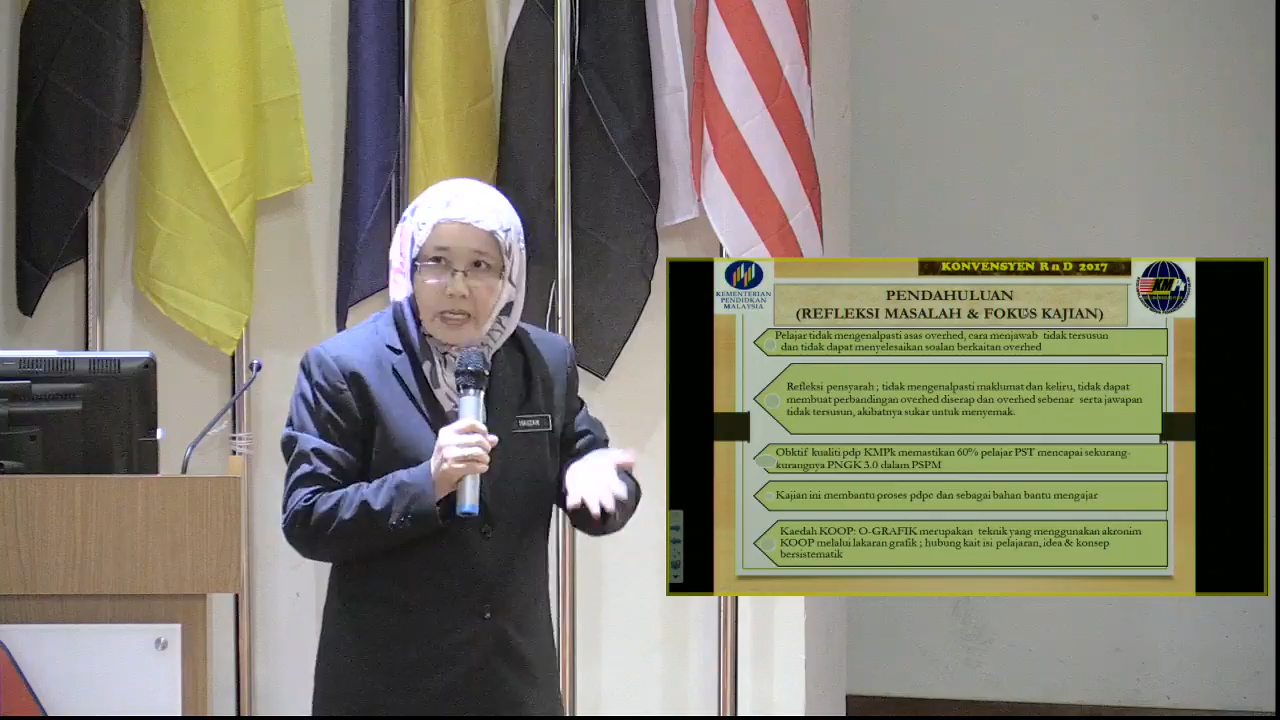 KONVENSYEN R n D 2017
KEMENTERIAN
PENDIDIKAN
MALAYSIA
PENDAHULUAN
(REFLEKSI MASALAH & FOKUS KAJIAN)
Pelajar tidak mengenalpasti asas overhed, cara menjawab tidak tersusun
dan tidak dapat menyelesaikan soalan berkaitan overhed
Refleksi pensyarah ; tidak mengenalpasti maklumat dan keliru, tidak dapat
membuat perbandingan overhed diserap dan overhed sebenar serta jawapan
tidak tersusun, akibatnya sukar untuk menyemak.
Obktif kualiti pdp KMPk memastikan 60% pelajar PST mencapai sekurang-
kurangnya PNGK 3.0 dalam PSPM
Kajian ini membantu proses pdpc dan sebagai bahan bantu mengajar
Kaedah KOOP: O-GRAFIK merupakan teknik yang menggunakan akronim
KOOP melalui lakaran grafik ; hubung kait isi pelajaran, idea & konsep
bersistematik